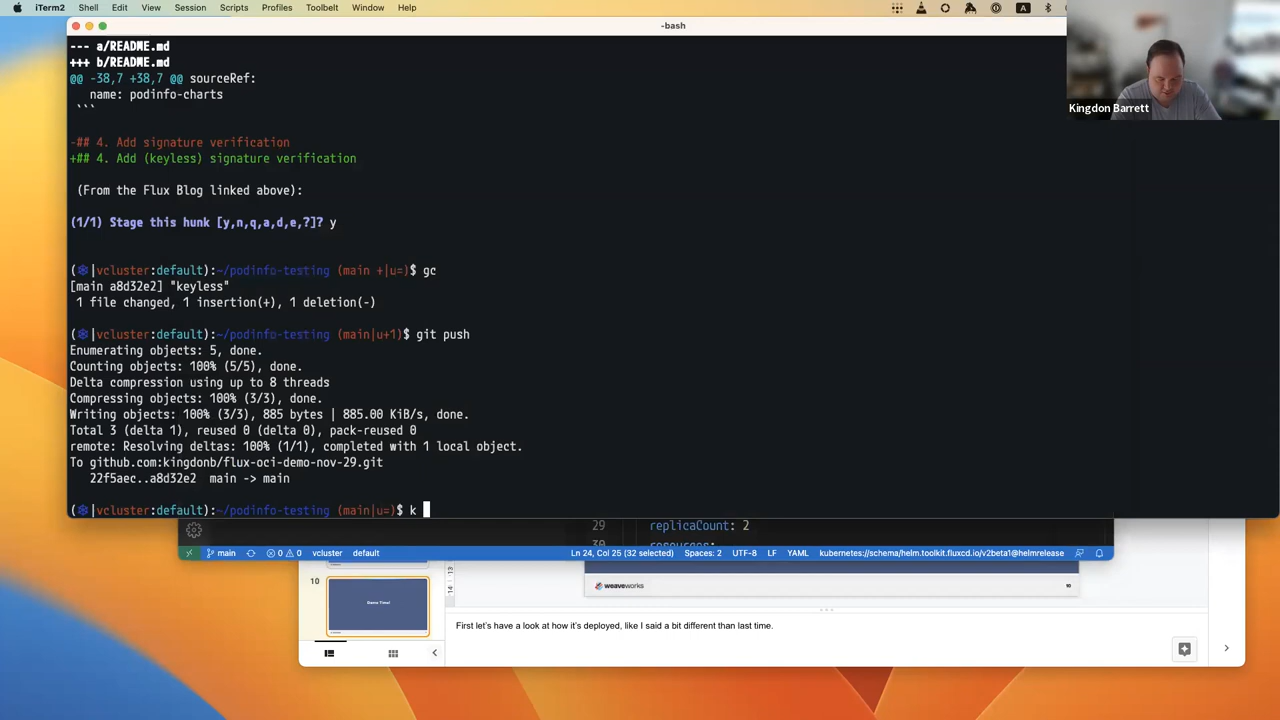 iTerm2 Shell Edit View Session Scripts Profiles Toolbelt Window Help
-bash
--- a/README.md
+++ b/README.md
@@ -38,7 +38,7 @@ sourceRef:
name: podinfo-charts
```
-## 4. Add signature verification
+## 4. Add (keyless) signature verification
(From the Flux Blog linked above):
(1/1) Stage this hunk [y,n,q,a,d,e,?]? y
(⎈|vcluster:default):~/podinfo-testing (main +|u=)$ gc
[main a8d32e2] "keyless"
1 file changed, 1 insertion(+), 1 deletion(-)
(⎈|vcluster:default):~/podinfo-testing (main|u+1)$ git push
Enumerating objects: 5, done.
Counting objects: 100% (5/5), done.
Delta compression using up to 8 threads
Compressing objects: 100% (3/3), done.
Writing objects: 100% (3/3), 885 bytes | 885.00 KiB/s, done.
Total 3 (delta 1), reused 0 (delta 0), pack-reused 0
remote: Resolving deltas: 100% (1/1), completed with 1 local object.
To github.com:kingdonb/flux-oci-demo-nov-29.git
22f5aec..a8d32e2 main -> main
(⎈|vcluster:default):~/podinfo-testing (main|u=)$ k
Kingdon Barrett
29 replicaCount: 2
30 resources:
main 0 0 vcluster default Ln 24, Col 25 (32 selected) Spaces: 2 UTF-8 LF YAML kubernetes://schema/helm.toolkit.fluxcd.io/v2beta1@helmrelease
10
Demo Time!
weaveworks
10
First let's have a look at how it's deployed, like I said a bit different than last time.